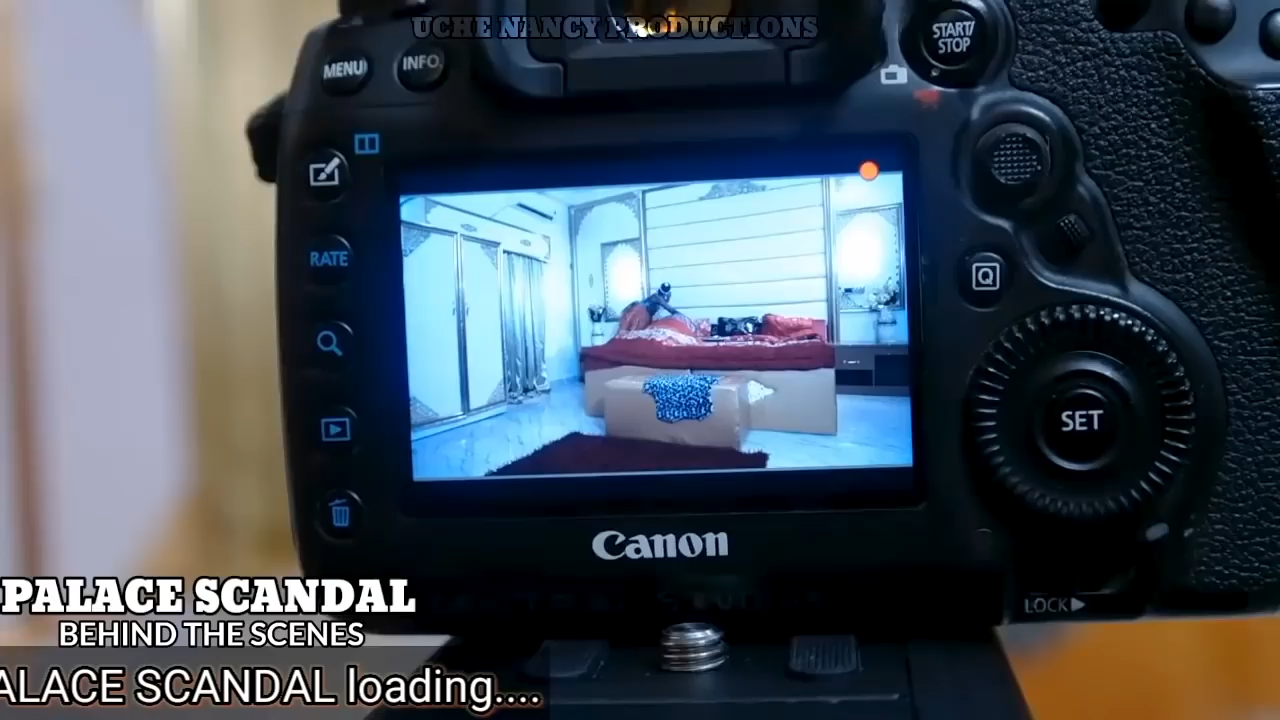 UCHE NANCY PRODUCTIONS
START/
STOP
MENU
INFO.
RATE
Q
SET
Canon
LOCK
PALACE SCANDAL
BEHIND THE SCENES
ALACE SCANDAL loading....